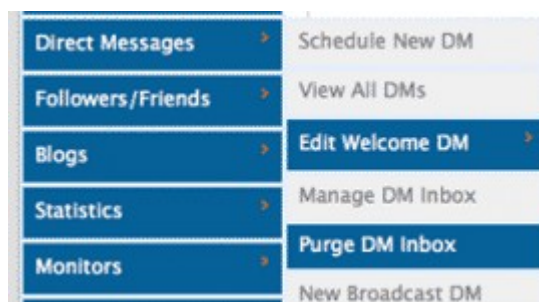 Direct Messages
Followers/Friends
Blogs
Statistics
Monitors
Schedule New DM
View All DMs
Edit Welcome DM
Manage DM Inbox
Purge DM Inbox
New Broadcast DM